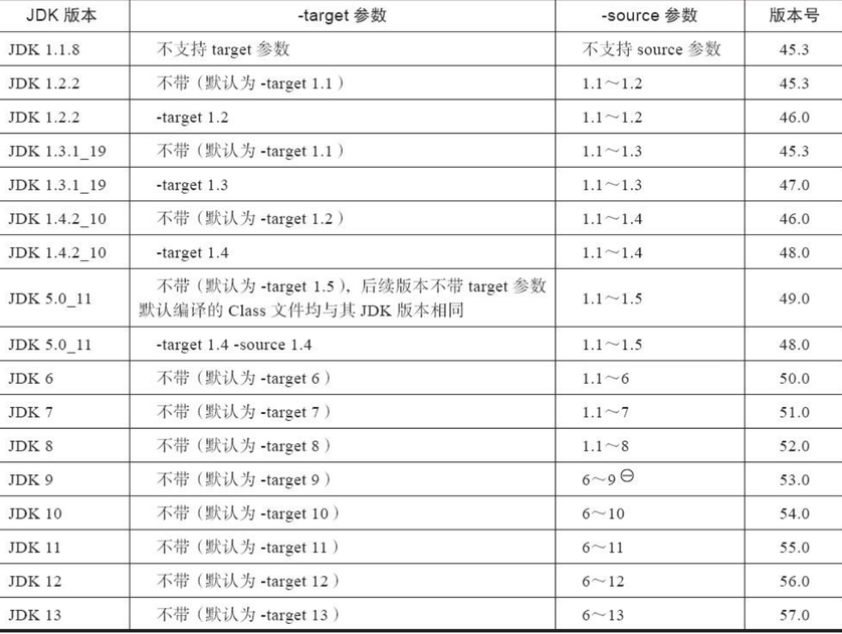 JDK 版本 -target 参数 -source 参数 版本号
JDK 1.1.8 不支持 target 参数 不支持 source 参数 45.3
JDK 1.2.2 不带（默认为 -target 1.1） 1.1～1.2 45.3
JDK 1.2.2 -target 1.2 1.1～1.2 46.0
JDK 1.3.1_19 不带（默认为 -target 1.1） 1.1～1.3 45.3
JDK 1.3.1_19 -target 1.3 1.1～1.3 47.0
JDK 1.4.2_10 不带（默认为 -target 1.2） 1.1～1.4 46.0
JDK 1.4.2_10 -target 1.4 1.1～1.4 48.0
JDK 5.0_11 不带（默认为 -target 1.5），后续版本不带 target 参数
默认编译的 Class 文件均与其 JDK 版本相同 1.1～1.5 49.0
JDK 5.0_11 -target 1.4 -source 1.4 1.1～1.5 48.0
JDK 6 不带（默认为 -target 6） 1.1～6 50.0
JDK 7 不带（默认为 -target 7） 1.1～7 51.0
JDK 8 不带（默认为 -target 8） 1.1～8 52.0
JDK 9 不带（默认为 -target 9） 6～9㊀ 53.0
JDK 10 不带（默认为 -target 10） 6～10 54.0
JDK 11 不带（默认为 -target 11） 6～11 55.0
JDK 12 不带（默认为 -target 12） 6～12 56.0
JDK 13 不带（默认为 -target 13） 6～13 57.0